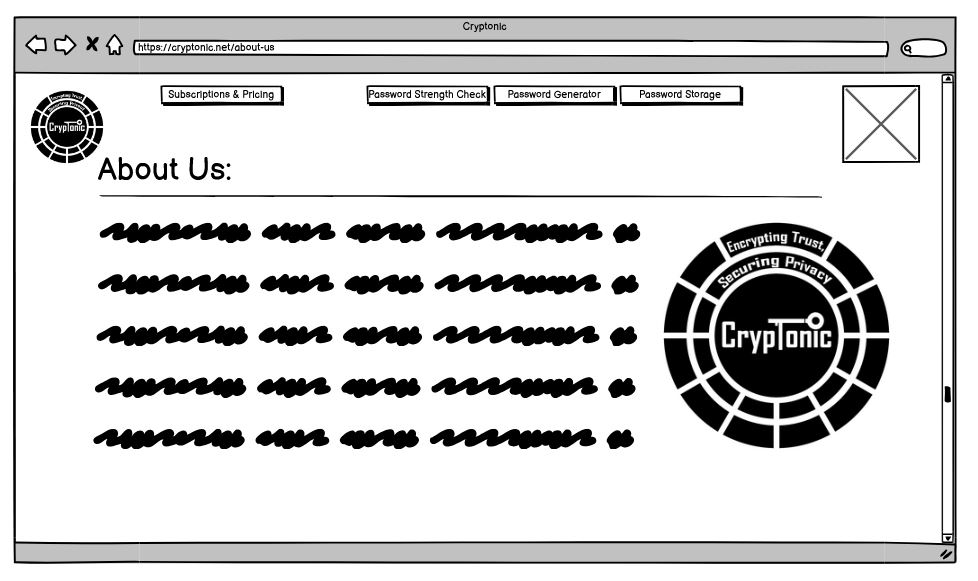 Cryptonic
https://cryptonic.net/about-us
Subscriptions & Pricing
Password Strength Check
Password Generator
Password Storage
Encrypting Trust,
Securing Privacy
CrypTonic
About Us:
Encrypting Trust,
Securing Privacy
CrypTonic